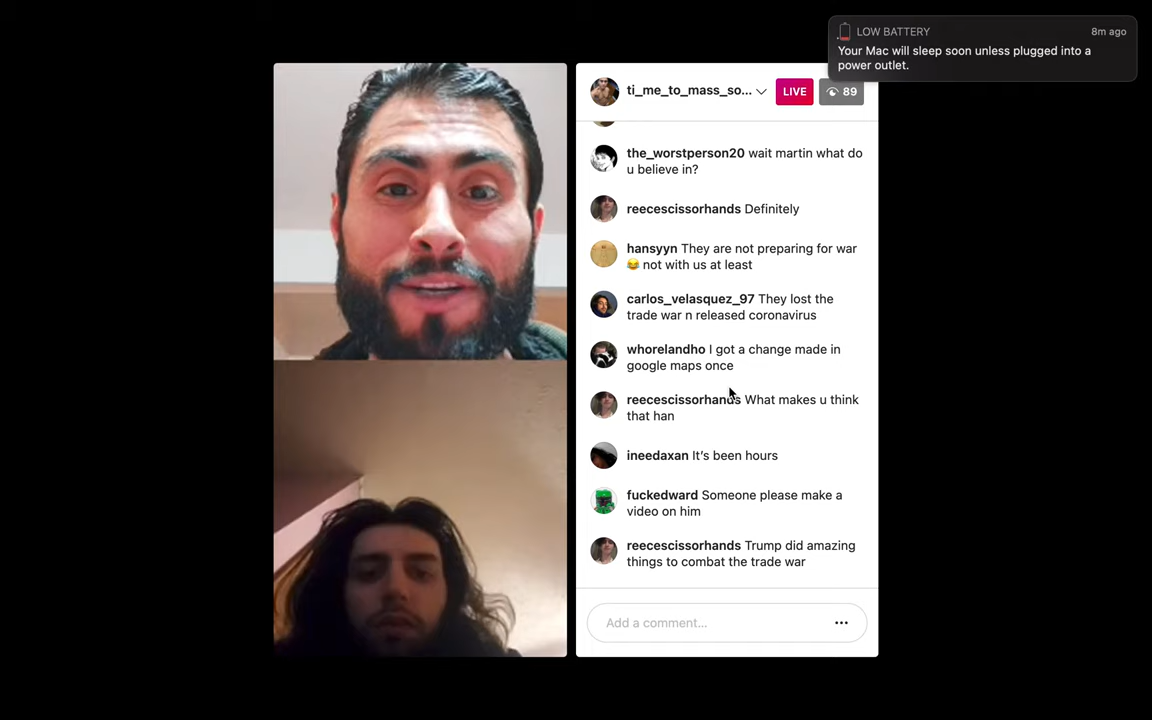 LOW BATTERY
8m ago
Your Mac will sleep soon unless plugged into a
power outlet.
ti_me_to_mass_so...
LIVE
89
the_worstperson20 wait martin what do
u believe in?
reecescissorhands Definitely
hansyyn They are not preparing for war
😂 not with us at least
carlos_velasquez_97 They lost the
trade war n released coronavirus
whorelandho I got a change made in
google maps once
reecescissorhands What makes u think
that han
ineedaxan It's been hours
fuckedward Someone please make a
video on him
reecescissorhands Trump did amazing
things to combat the trade war
Add a comment...